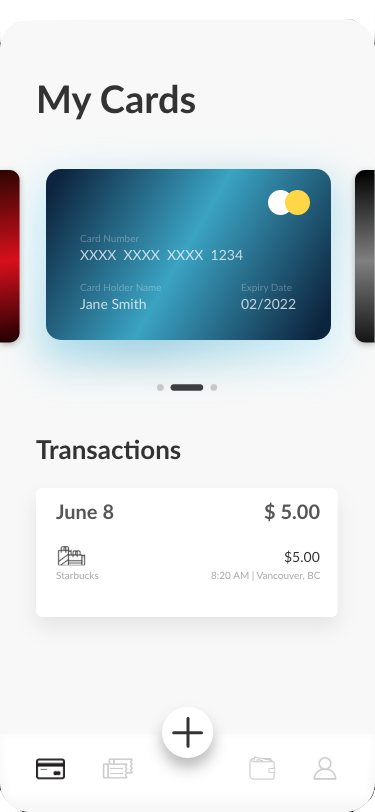 My Cards
Card Number
XXXX XXXX XXXX 1234
Card Holder Name Expiry Date
Jane Smith 02/2022
Transactions
June 8 $ 5.00
$5.00
Starbucks 8:20 AM | Vancouver, BC